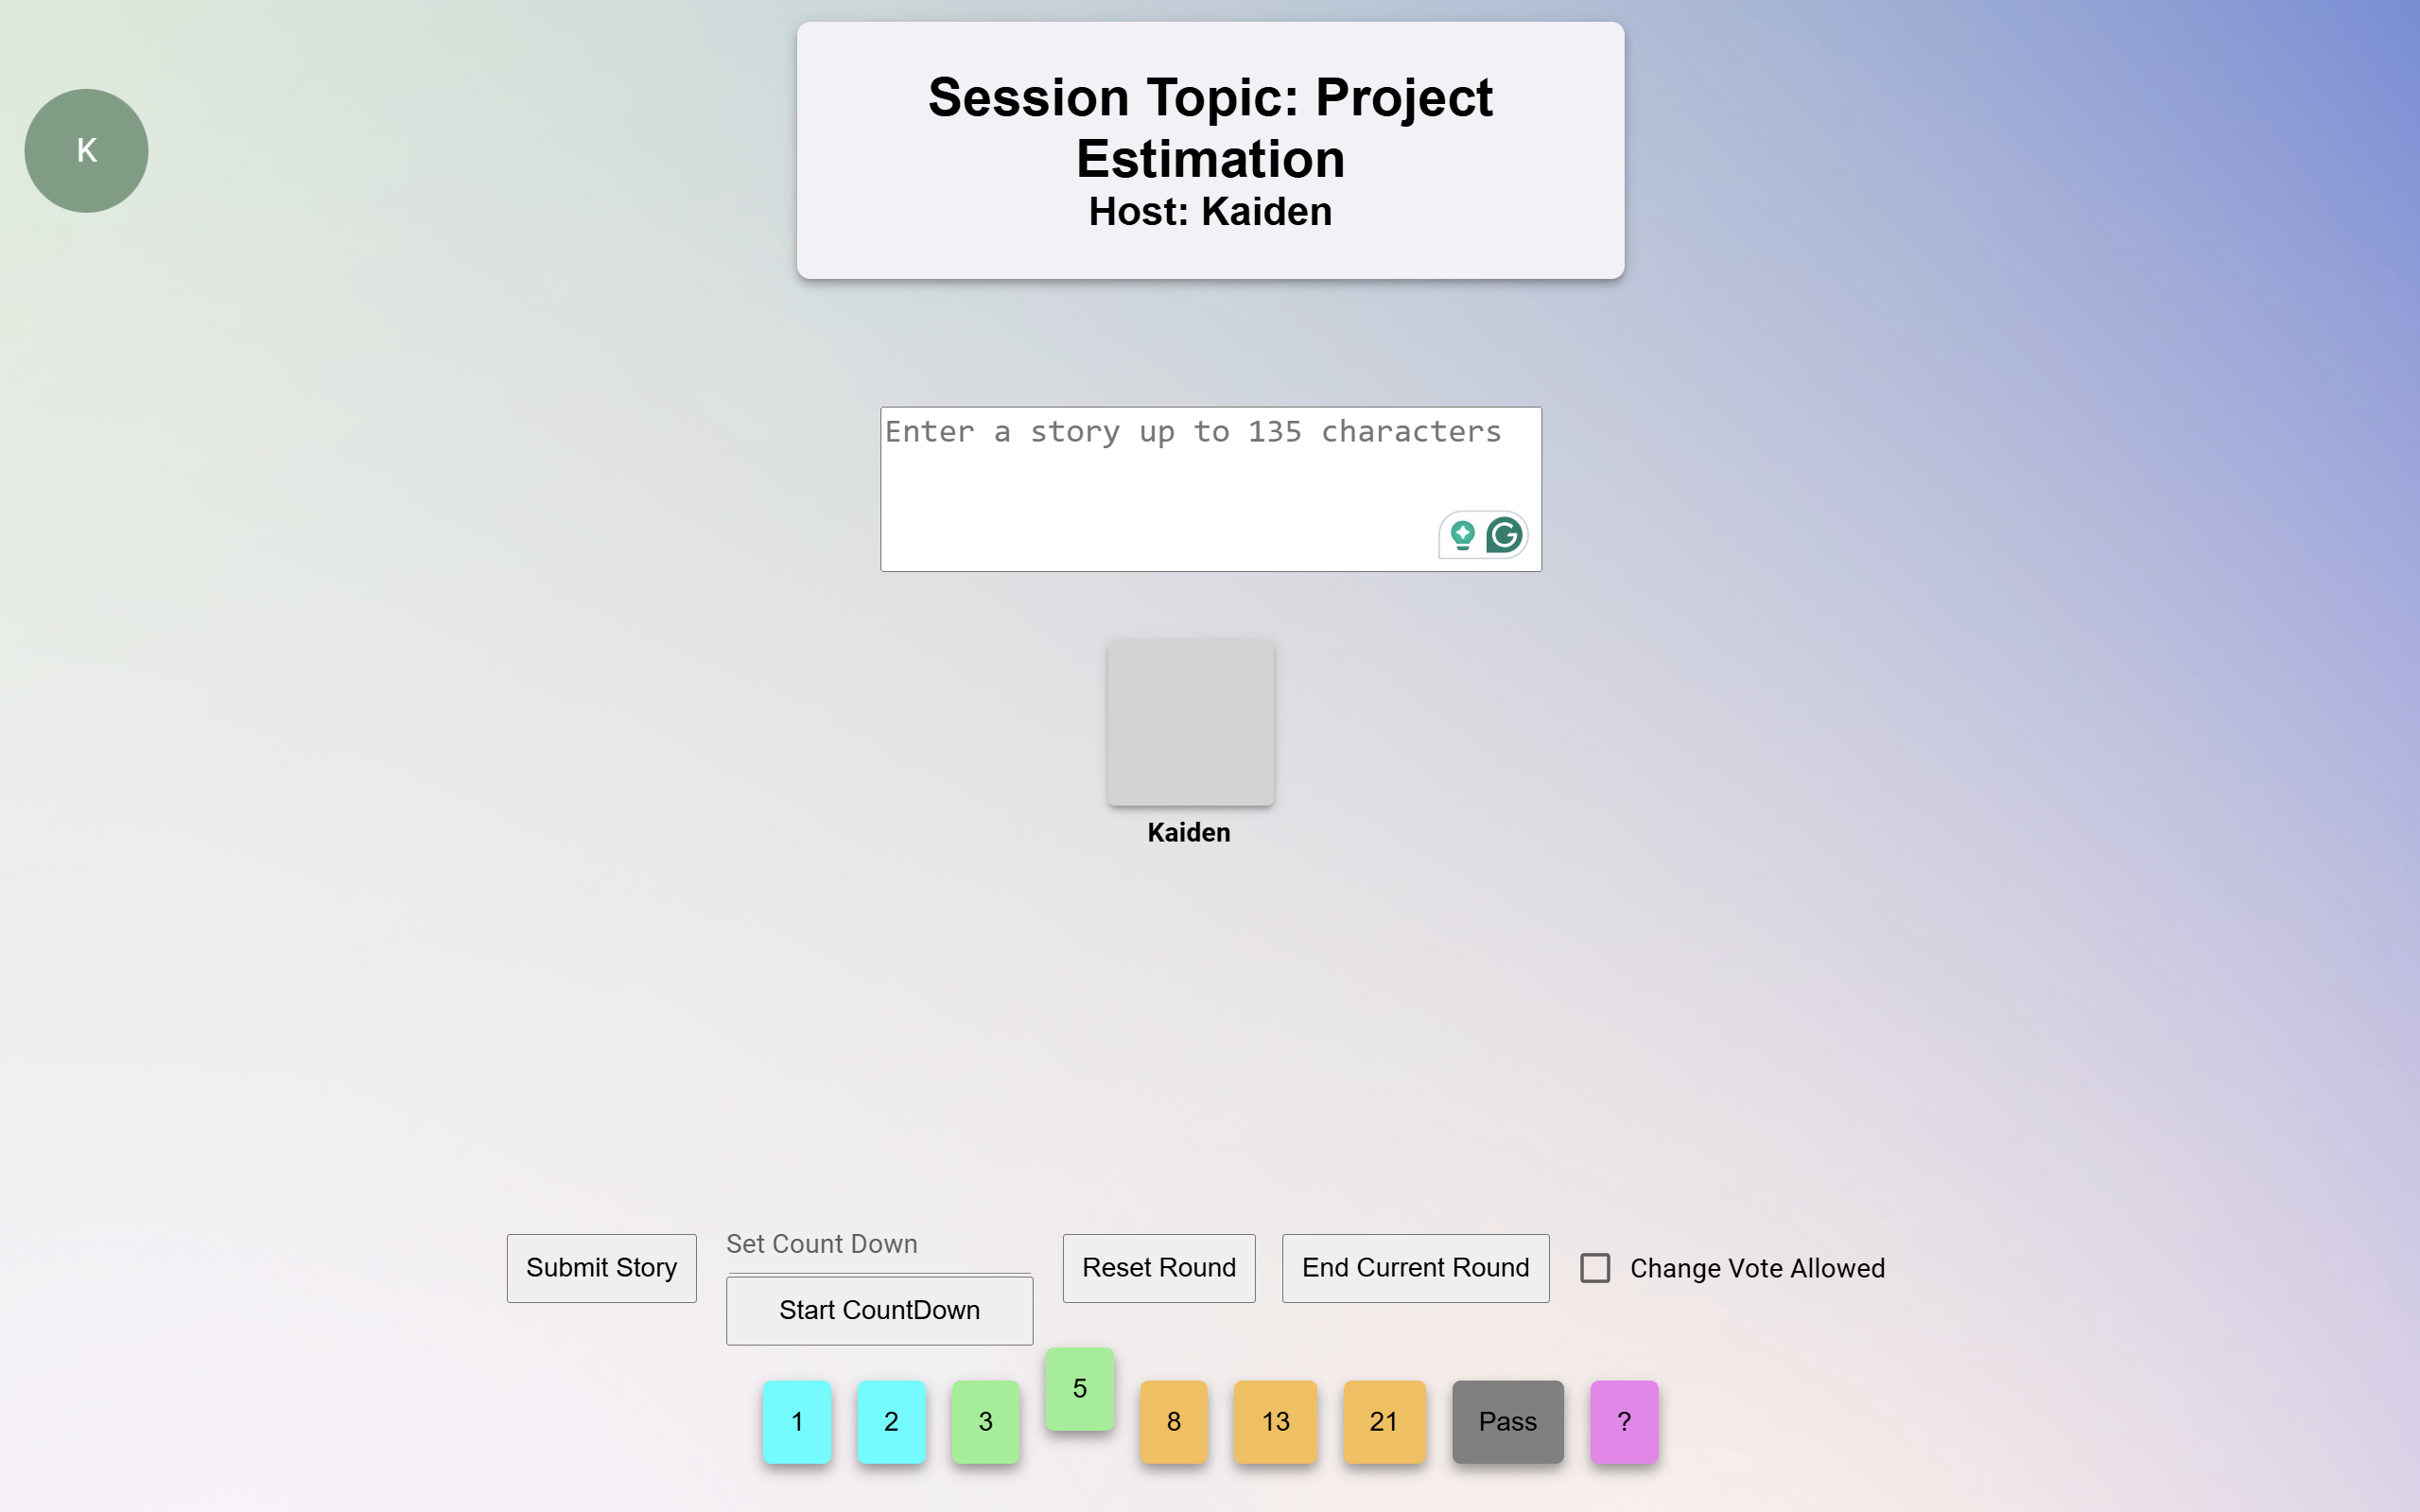 K
Session Topic: Project
Estimation
Host: Kaiden
Enter a story up to 135 characters
G
Kaiden
Submit Story
Set Count Down
Start CountDown
Reset Round
End Current Round
Change Vote Allowed
1
2
3
5
8
13
21
Pass
?